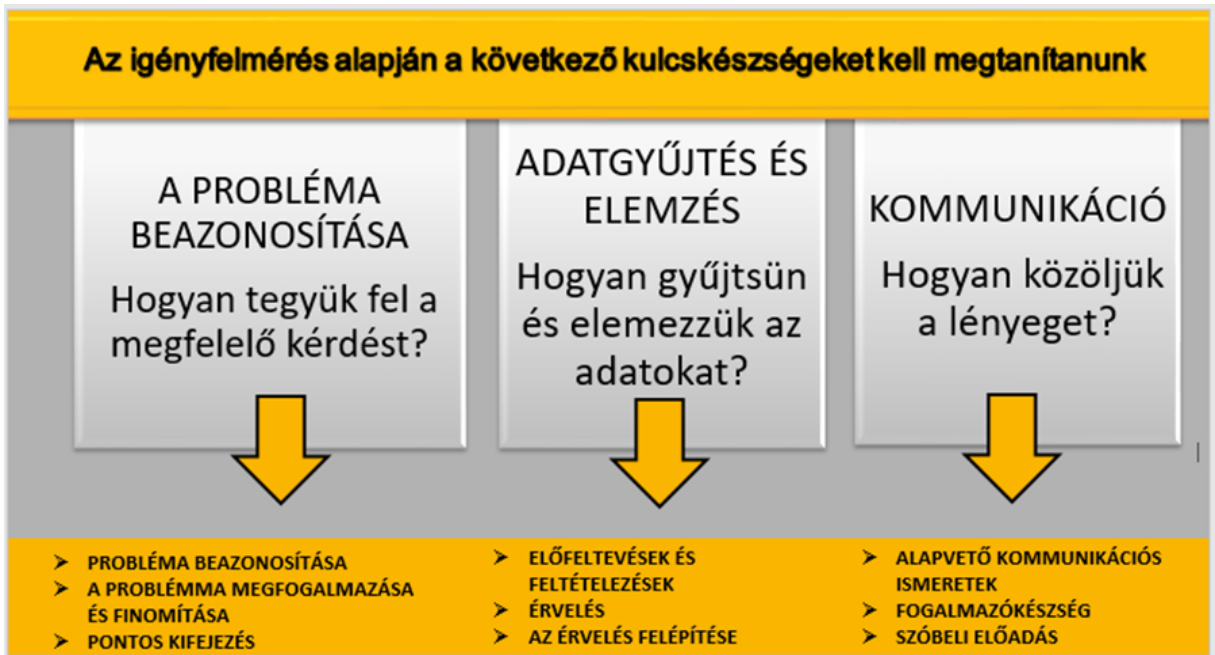 Az igényfelmérés alapján a következő kulcskészségeket kell megtanítanunk
A PROBLÉMA
BEAZONOSÍTÁSA
Hogyan tegyük fel a
megfelelő kérdést?
ADATGYŰJTÉS ÉS
ELEMZÉS
Hogyan gyűjtsün
és elemezzük az
adatokat?
KOMMUNIKÁCIÓ
Hogyan közöljük
a lényeget?
➢ PROBLÉMA BEAZONOSÍTÁSA
➢ A PROBLÉMMA MEGFOGALMAZÁSA
ÉS FINOMÍTÁSA
➢ PONTOS KIFEJEZÉS
➢ ELŐFELTEVÉSEK ÉS
FELTÉTELEZÉSEK
➢ ÉRVELÉS
➢ AZ ÉRVELÉS FELÉPÍTÉSE
➢ ALAPVETŐ KOMMUNIKÁCIÓS
ISMERETEK
➢ FOGALMAZÓKÉSZSÉG
➢ SZÓBELI ELŐADÁS